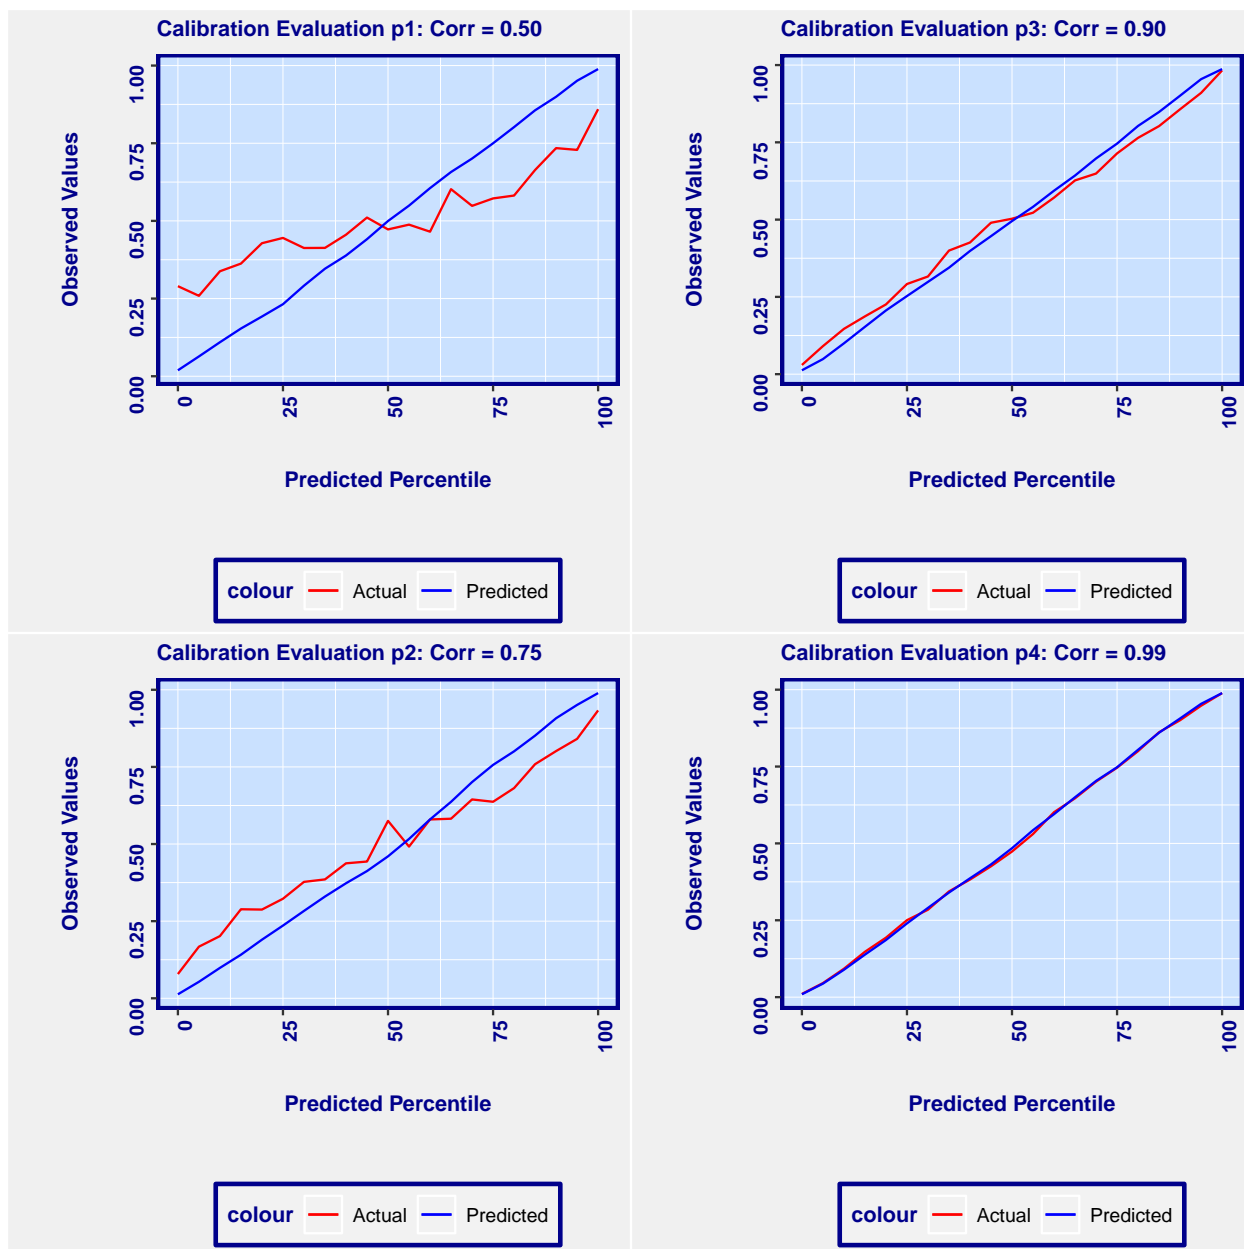 Calibration Evaluation p1: Corr = 0.50
Observed Values
1.00
0.75
0.50
0.25
0.00
0 25 50 75 100
Predicted Percentile
colour Actual Predicted
Calibration Evaluation p3: Corr = 0.90
Observed Values
1.00
0.75
0.50
0.25
0.00
0 25 50 75 100
Predicted Percentile
colour Actual Predicted
Calibration Evaluation p2: Corr = 0.75
Observed Values
1.00
0.75
0.50
0.25
0.00
0 25 50 75 100
Predicted Percentile
colour Actual Predicted
Calibration Evaluation p4: Corr = 0.99
Observed Values
1.00
0.75
0.50
0.25
0.00
0 25 50 75 100
Predicted Percentile
colour Actual Predicted